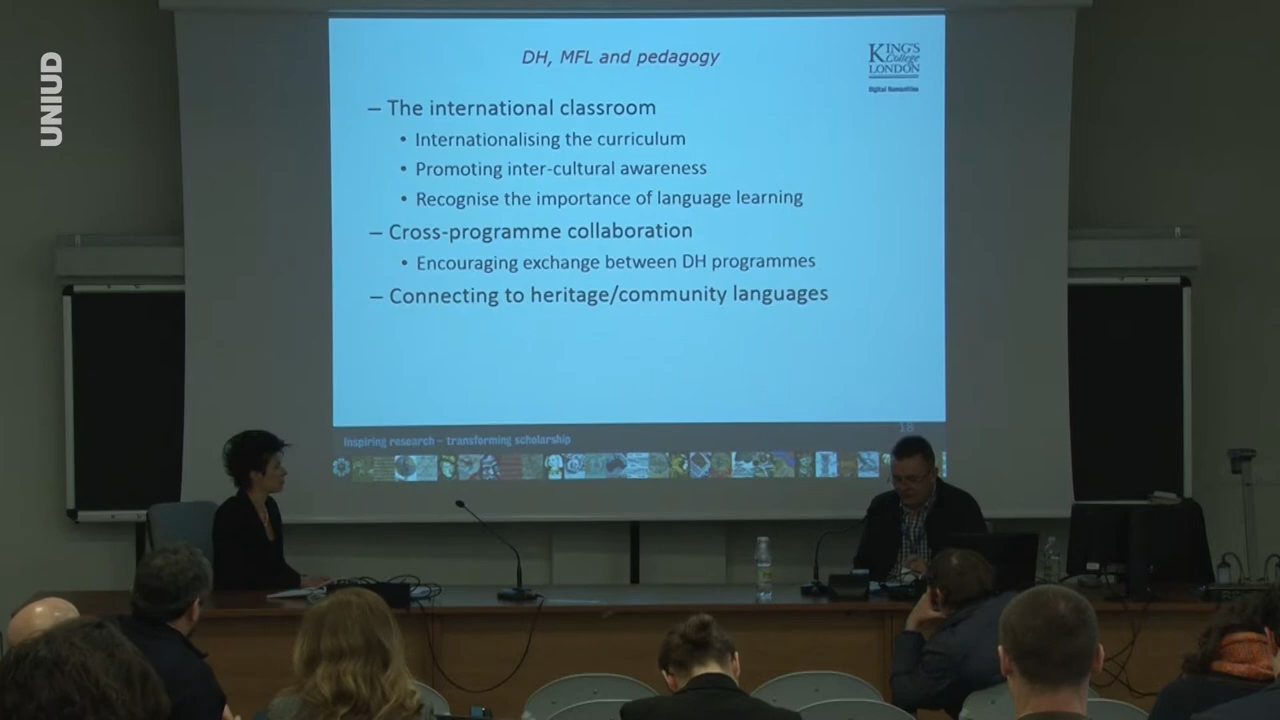 UNIUD
DH, MFL and pedagogy
KING'S
College
LONDON
Digital Humanities
– The international classroom
• Internationalising the curriculum
• Promoting inter-cultural awareness
• Recognise the importance of language learning
– Cross-programme collaboration
• Encouraging exchange between DH programmes
– Connecting to heritage/community languages
18
Inspiring research – transforming scholarship